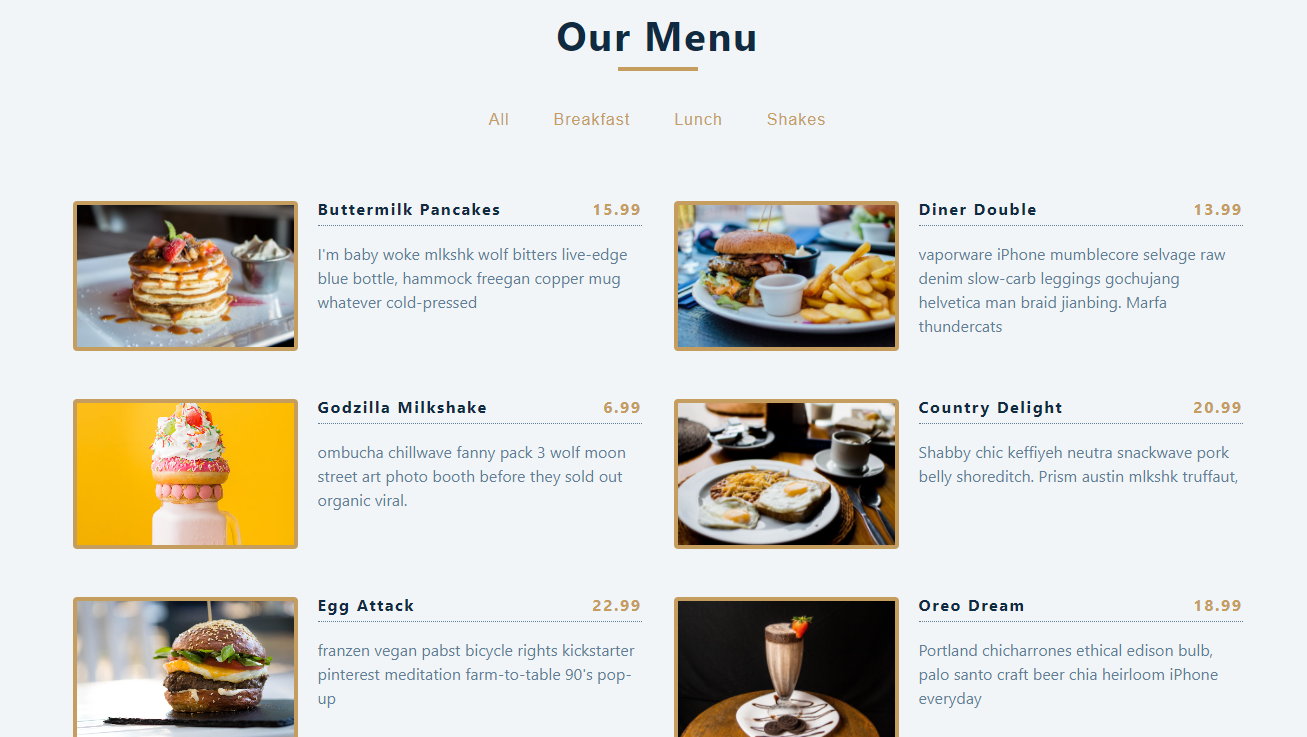 Our Menu
All Breakfast Lunch Shakes
Buttermilk Pancakes 15.99
I'm baby woke mlkshk wolf bitters live-edge
blue bottle, hammock freegan copper mug
whatever cold-pressed
Diner Double 13.99
vaporware iPhone mumblecore selvage raw
denim slow-carb leggings gochujang
helvetica man braid jianbing. Marfa
thundercats
Godzilla Milkshake 6.99
ombucha chillwave fanny pack 3 wolf moon
street art photo booth before they sold out
organic viral.
Country Delight 20.99
Shabby chic keffiyeh neutra snackwave pork
belly shoreditch. Prism austin mlkshk truffaut,
Egg Attack 22.99
franzen vegan pabst bicycle rights kickstarter
pinterest meditation farm-to-table 90's pop-
up
Oreo Dream 18.99
Portland chicharrones ethical edison bulb,
palo santo craft beer chia heirloom iPhone
everyday